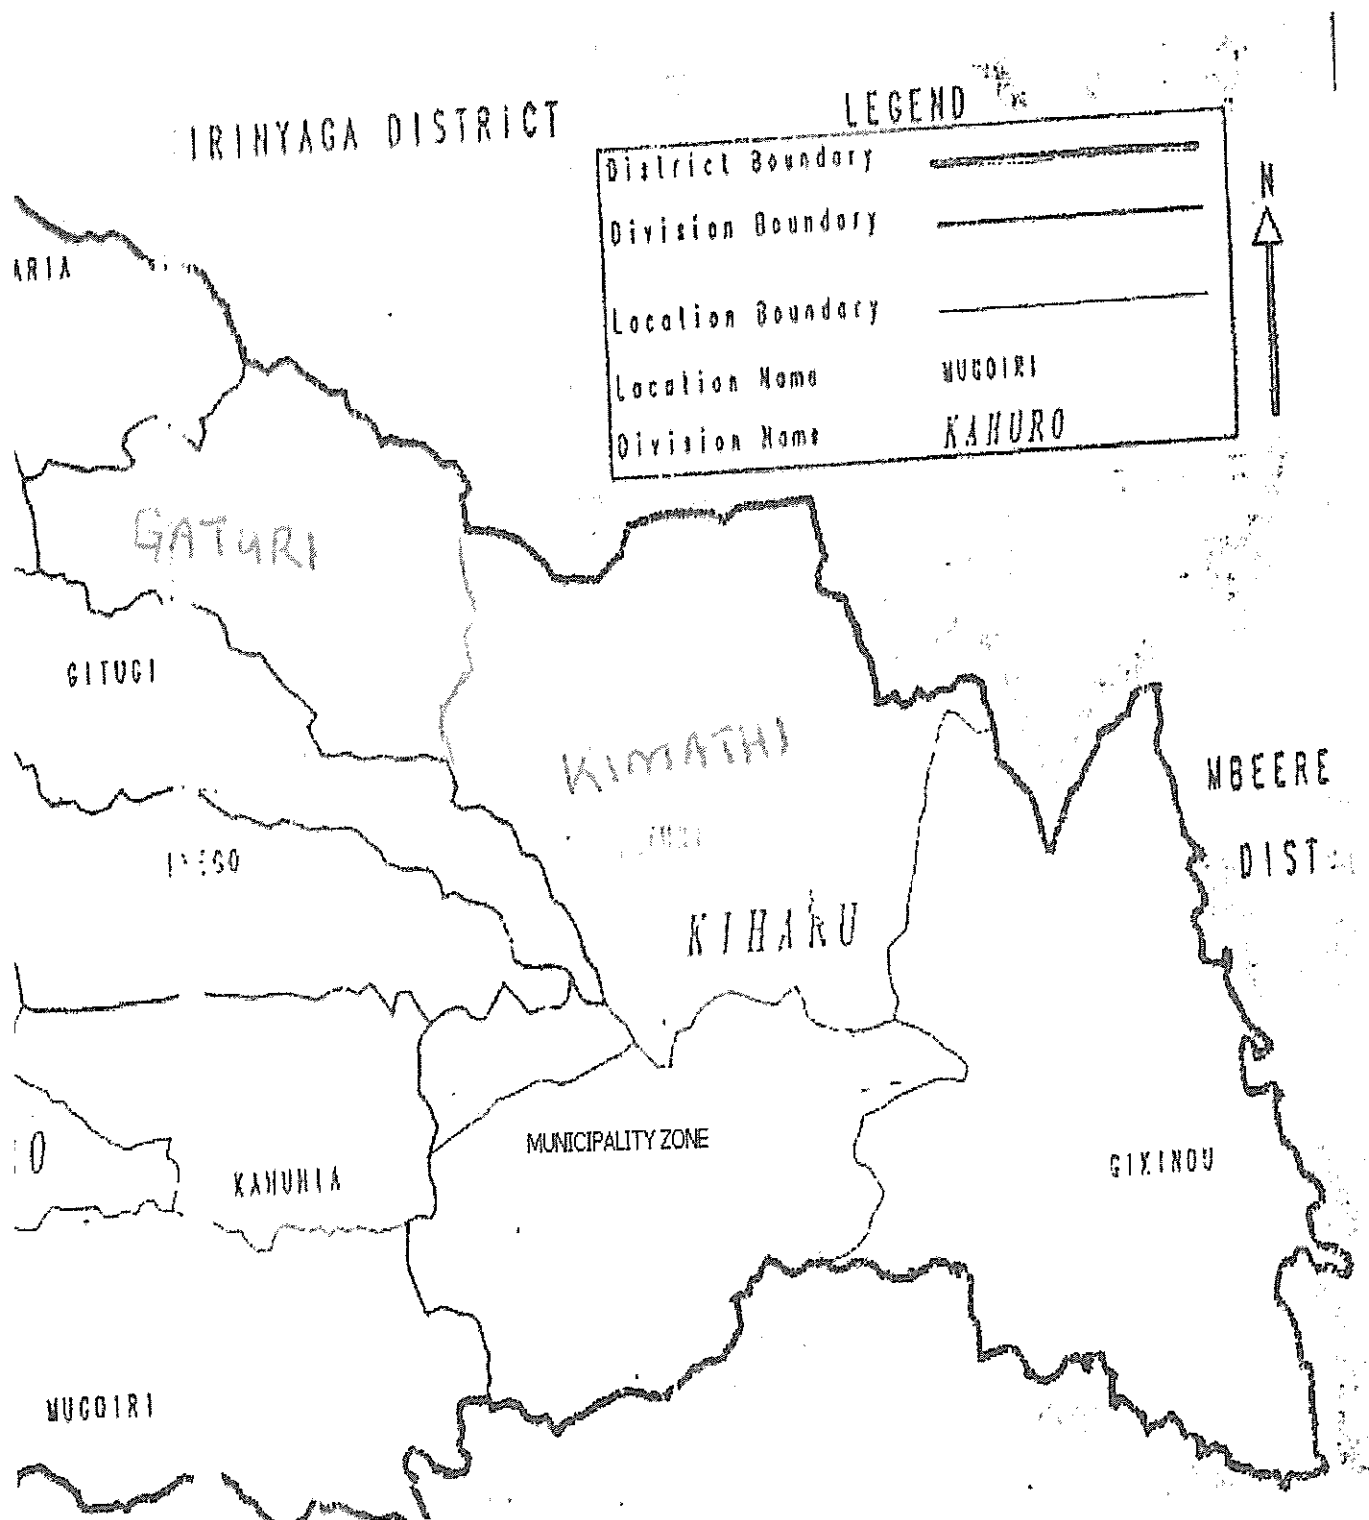 IRINYAGA DISTRICT
LEGEND
District Boundary
Division Boundary
Location Boundary
Location Name MUGOIRI
Division Name KAHURO
N
ARIA
GATURI
GITUGI
KIMATHI
MBEERE
DIST
KIHARU
MUNICIPALITY ZONE
KAHUHIA
GIKINDU
MUGOIRI